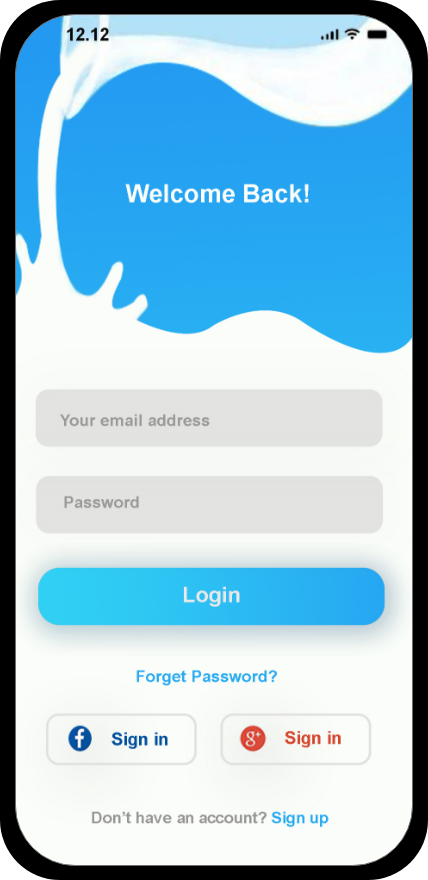 12.12
Welcome Back!
Your email address
Password
Login
Forget Password?
f Sign in
g+ Sign in
Don't have an account? Sign up